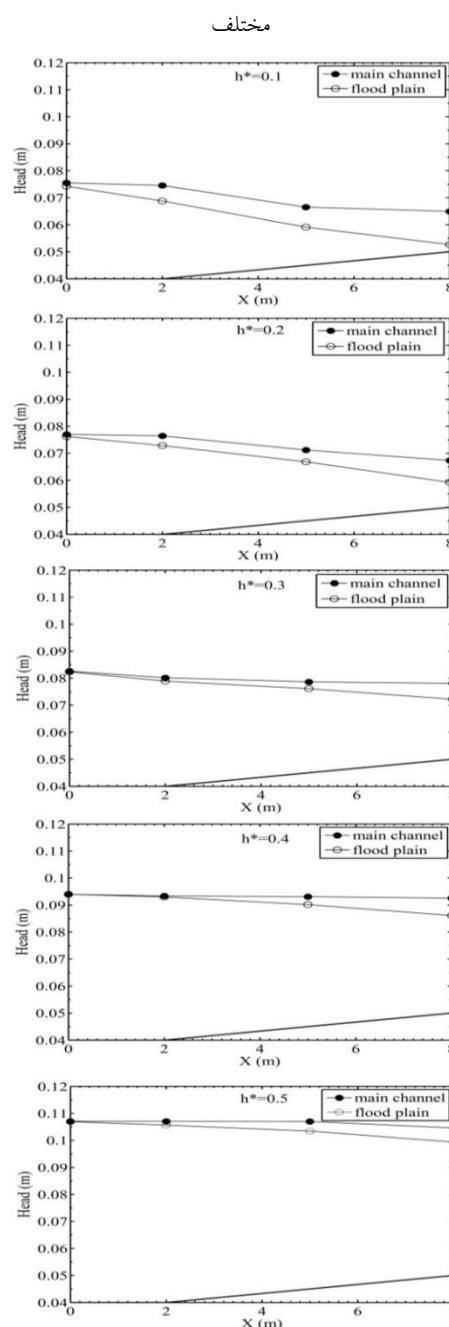 مختلف
h*=0.1
main channel
flood plain
0.12
0.11
0.1
0.09
0.08
0.07
0.06
0.05
0.04
Head (m)
0 2 4 6 8
X (m)
h*=0.2
main channel
flood plain
0.12
0.11
0.1
0.09
0.08
0.07
0.06
0.05
0.04
Head (m)
0 2 4 6 8
X (m)
h*=0.3
main channel
flood plain
0.12
0.11
0.1
0.09
0.08
0.07
0.06
0.05
0.04
Head (m)
0 2 4 6 8
X (m)
h*=0.4
main channel
flood plain
0.12
0.11
0.1
0.09
0.08
0.07
0.06
0.05
0.04
Head (m)
0 2 4 6 8
X (m)
h*=0.5
main channel
flood plain
0.12
0.11
0.1
0.09
0.08
0.07
0.06
0.05
0.04
Head (m)
0 2 4 6 8
X (m)